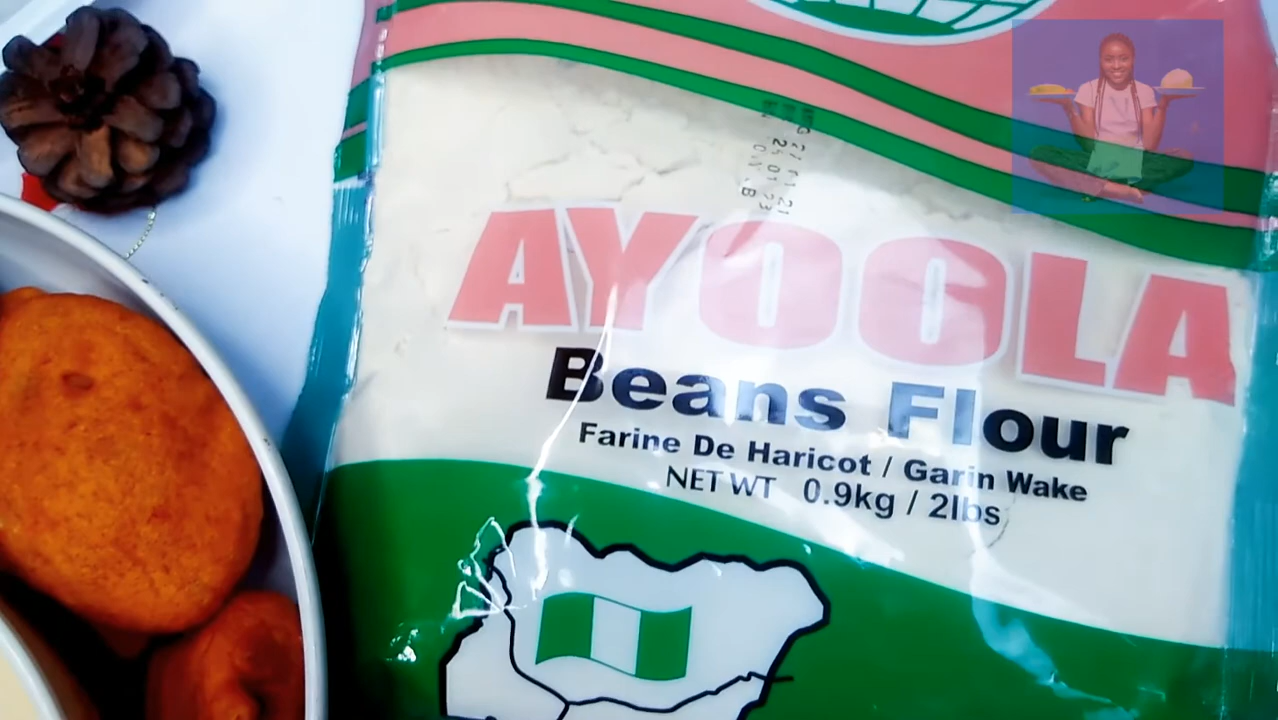 AYOOLA
Beans Flour
Farine De Haricot / Garin Wake
NET WT 0.9kg / 2lbs